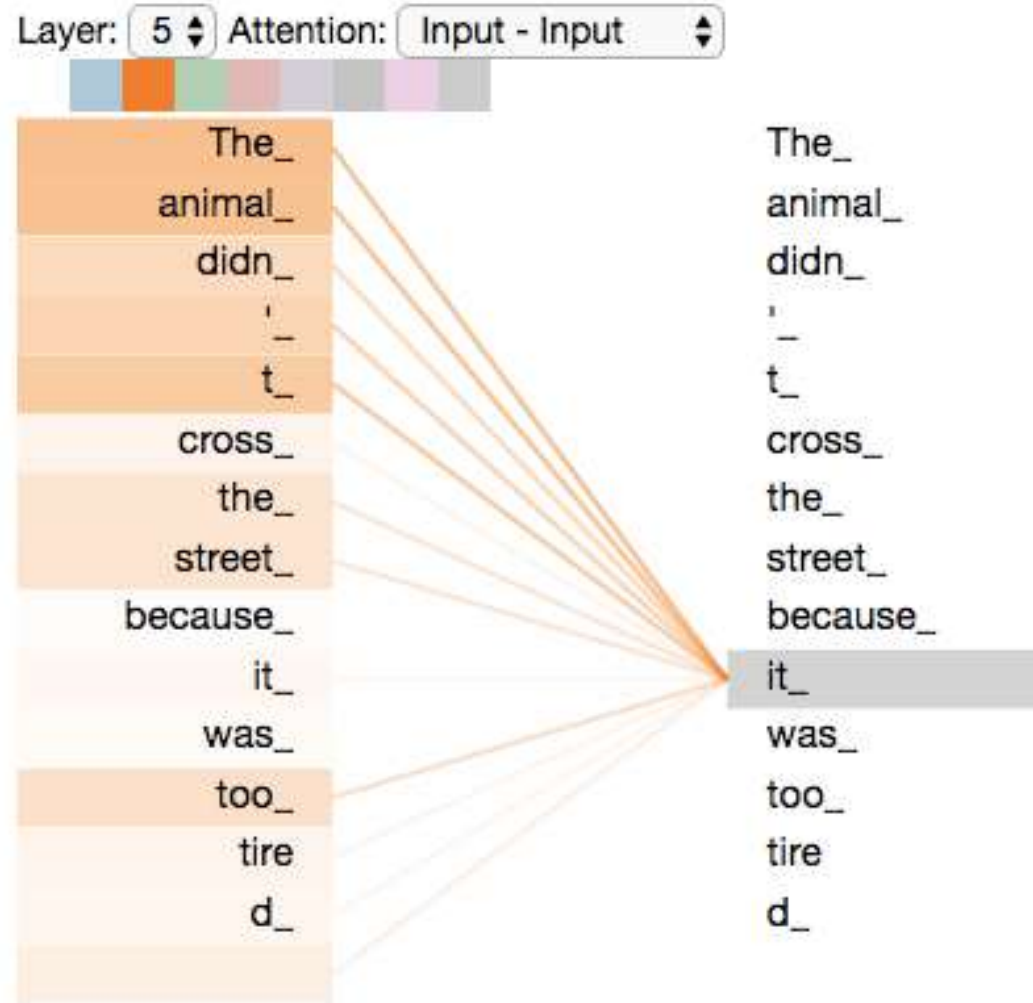 Layer: 5 Attention: Input - Input
The_ The_
animal_ animal_
didn_ didn_
'_ '_
t_ t_
cross_ cross_
the_ the_
street_ street_
because_ because_
it_ it_
was_ was_
too_ too_
tire tire
d_ d_